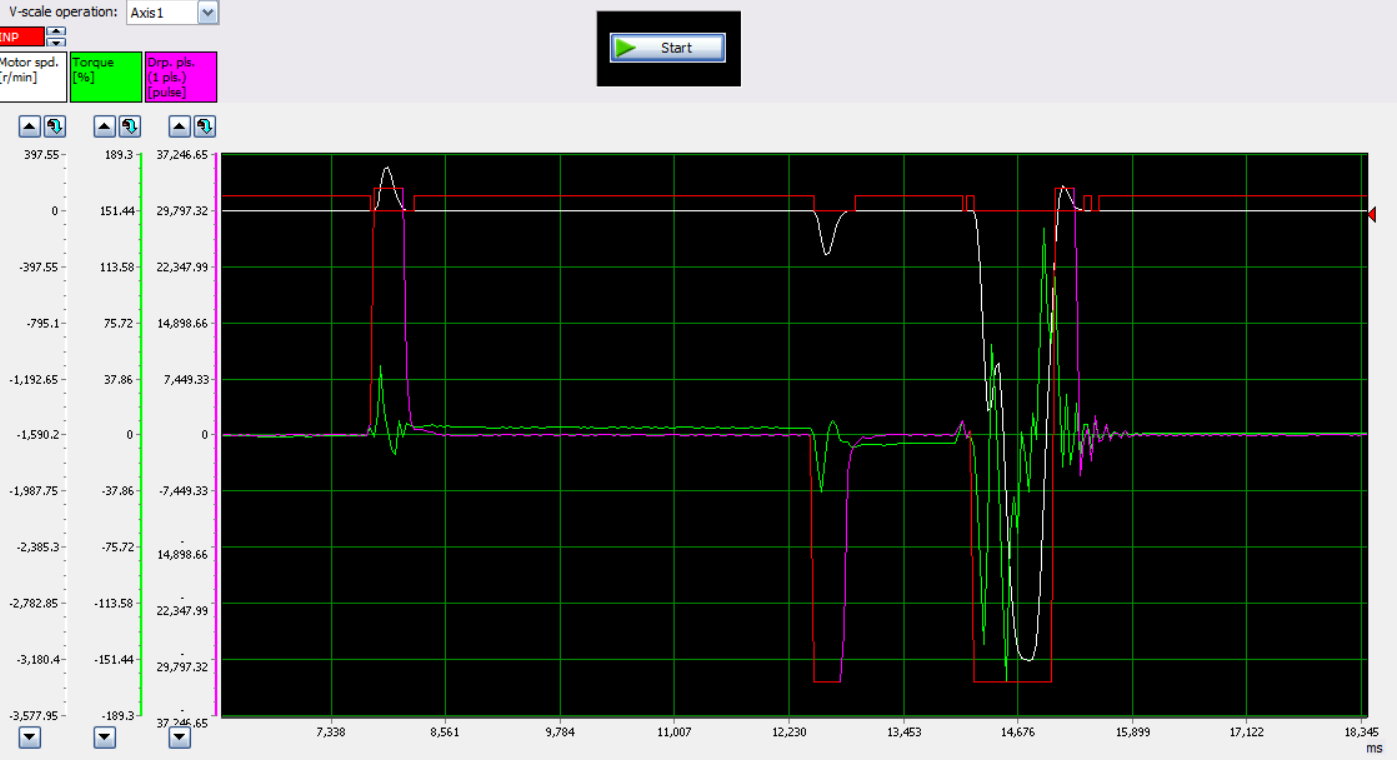 V-scale operation: Axis1
INP
Start
Motor spd. Torque Drp. pls.
[r/min] [%] (1 pls.)
[pulse]
397.55 189.3 37,246.65
0 151.44 29,797.32
-397.55 113.58 22,347.99
-795.1 75.72 14,898.66
-1,192.65 37.86 7,449.33
-1,590.2 0 0
-1,987.75 -37.86 -7,449.33
-2,385.3 -75.72 -
14,898.66
-2,782.85 -113.58 -
22,347.99
-3,180.4 -151.44 -
29,797.32
-3,577.95 -189.3 -
37,246.65
7,338 8,561 9,784 11,007 12,230 13,453 14,676 15,899 17,122 18,345
ms